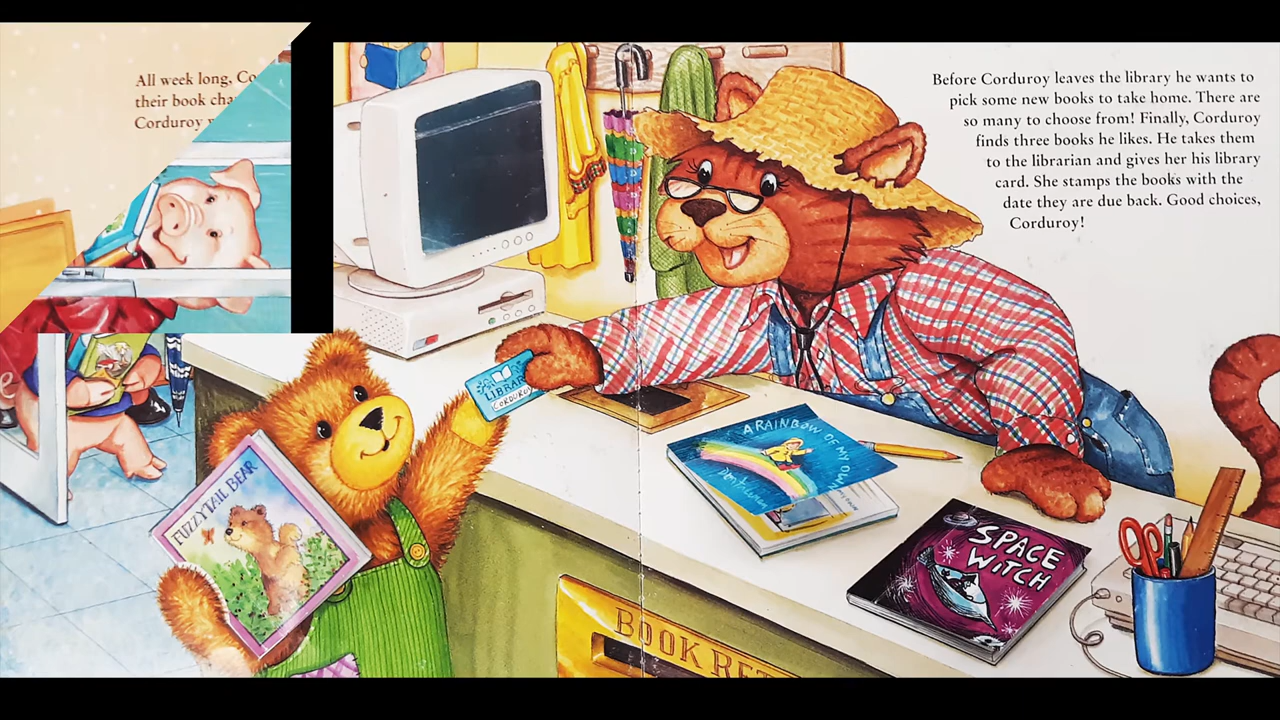 All week long,
their book
Corduroy
Before Corduroy leaves the library he wants to
pick some new books to take home. There are
so many to choose from! Finally, Corduroy
finds three books he likes. He takes them
to the librarian and gives her his library
card. She stamps the books with the
date they are due back. Good choices,
Corduroy!
LIBRARY
CORDUROY
A RAINBOW OF MY OWN
FUZZYTAIL BEAR
SPACE
WITCH
BOOK